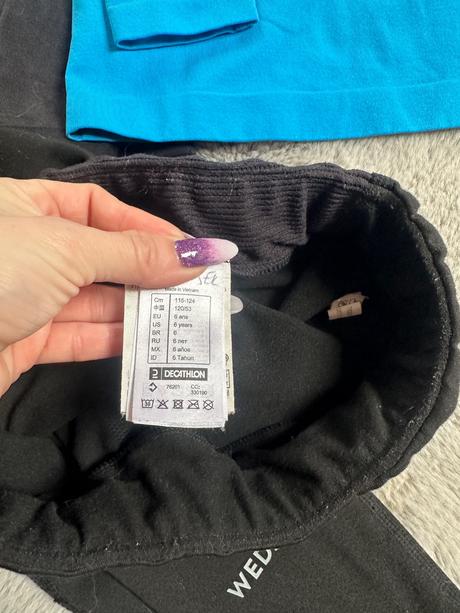 Made in Vietnam
Cm 116-124
中国 120/53
EU 6 ans
US 6 years
BR 6
RU 6 лет
MX 6 años
ID 6 Tahun
DECATHLON
76201 CC:
330190
WED